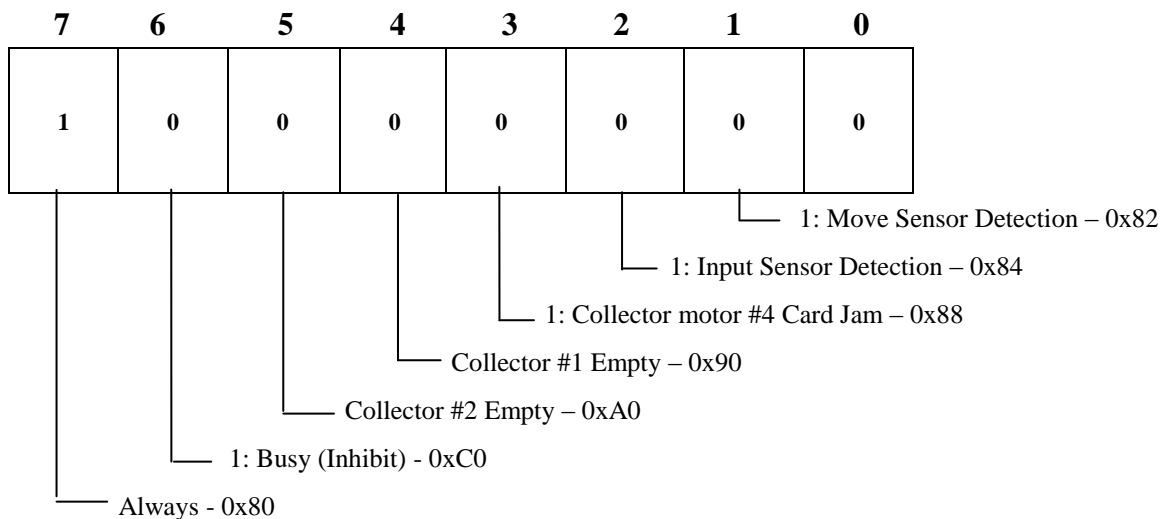 7 6 5 4 3 2 1 0
1 0 0 0 0 0 0 0
1: Move Sensor Detection – 0x82
1: Input Sensor Detection – 0x84
1: Collector motor #4 Card Jam – 0x88
Collector #1 Empty – 0x90
Collector #2 Empty – 0xA0
1: Busy (Inhibit) - 0xC0
Always - 0x80